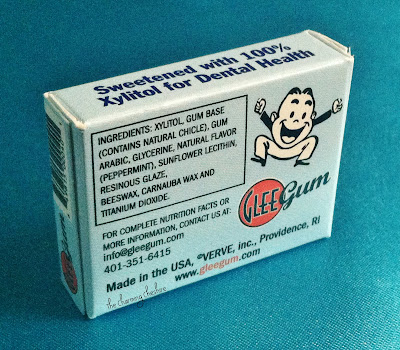 Sweetened with 100%
Xylitol for Dental Health
INGREDIENTS: XYLITOL, GUM BASE
(CONTAINS NATURAL CHICLE), GUM
ARABIC, GLYCERINE, NATURAL FLAVOR
(PEPPERMINT), SUNFLOWER LECITHIN,
RESINOUS GLAZE,
BEESWAX, CARNAUBA WAX AND
TITANIUM DIOXIDE.
GLEE Gum
FOR COMPLETE NUTRITION FACTS OR
MORE INFORMATION, CONTACT US AT:
info@gleegum.com
401-351-6415
Made in the USA, ©VERVE, inc., Providence, RI
www.gleegum.com